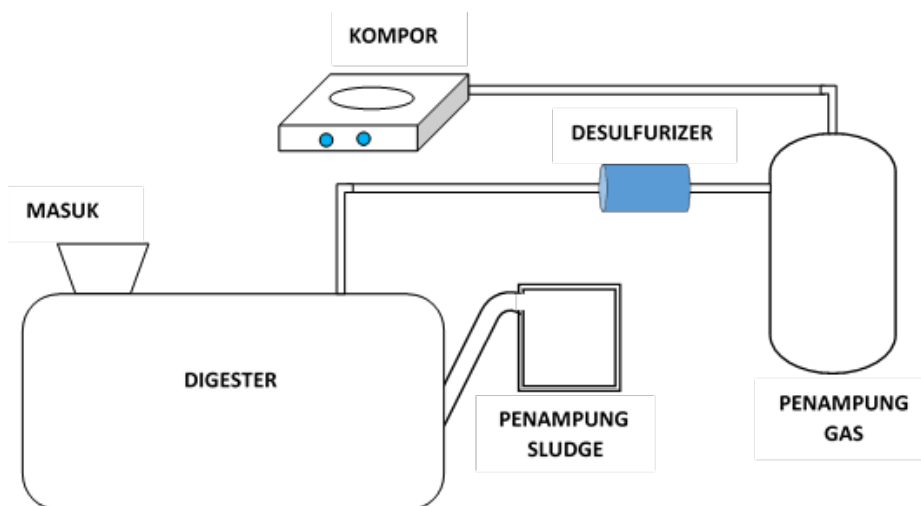 KOMPOR
DESULFURIZER
MASUK
DIGESTER
PENAMPUNG
SLUDGE
PENAMPUNG
GAS